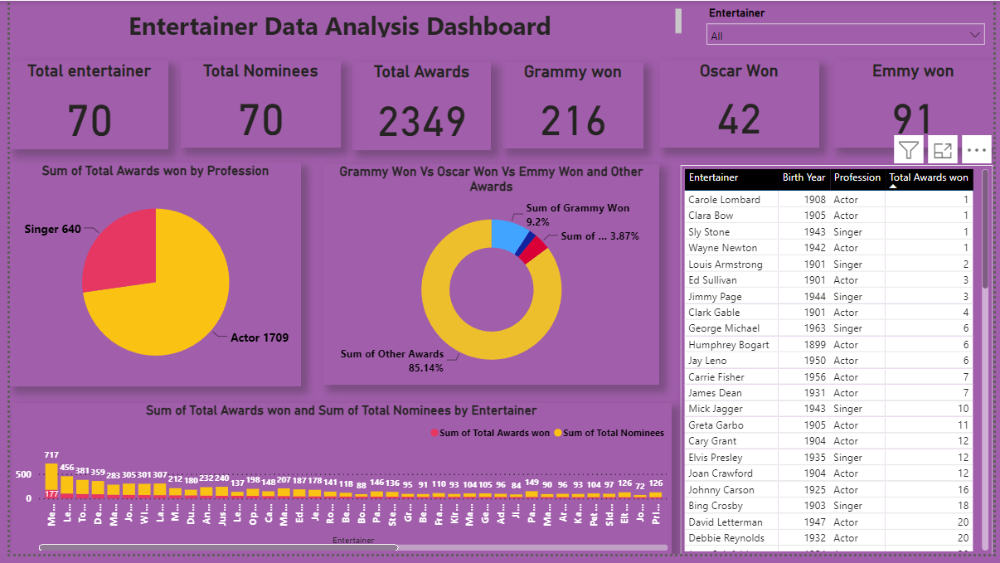 Entertainer Data Analysis Dashboard
Entertainer
All
Total entertainer
70
Total Nominees
70
Total Awards
2349
Grammy won
216
Oscar Won
42
Emmy won
91
Sum of Total Awards won by Profession
Singer 640
Actor 1709
Grammy Won Vs Oscar Won Vs Emmy Won and Other
Awards
Sum of Grammy Won
9.2%
Sum of ... 3.87%
Sum of Other Awards
85.14%
Entertainer Birth Year Profession Total Awards won
Carole Lombard 1908 Actor 1
Clara Bow 1905 Actor 1
Sly Stone 1943 Singer 1
Wayne Newton 1942 Actor 1
Louis Armstrong 1901 Singer 2
Ed Sullivan 1901 Actor 3
Jimmy Page 1944 Singer 3
Clark Gable 1901 Actor 4
George Michael 1963 Singer 6
Humphrey Bogart 1899 Actor 6
Jay Leno 1950 Actor 6
Carrie Fisher 1956 Actor 7
James Dean 1931 Actor 7
Mick Jagger 1943 Singer 10
Greta Garbo 1905 Actor 11
Cary Grant 1904 Actor 12
Elvis Presley 1935 Singer 12
Joan Crawford 1904 Actor 12
Johnny Carson 1925 Actor 16
Bing Crosby 1903 Singer 18
David Letterman 1947 Actor 20
Debbie Reynolds 1932 Actor 20
Sum of Total Awards won and Sum of Total Nominees by Entertainer
Sum of Total Awards won Sum of Total Nominees
717 456 381 359 283 305 301 307 212 180 232 240 137 198 148 207 187 178 141 118 88 146 136 95 91 110 93 104 105 96 84 149 90 96 93 104 97 126 72 126
500
177
0
Me... Le... To... De... Ma... Jo... Wi... La... M... Du... An... Jus... Le... Op... Ca... Ma... Ed... Je... Ro... Be... Bo... Pa... Ste... Gr... Be... Fra... Kir... Ma... Ge... Ad... Ji... Pa... Ma... Ar... Ka... Pet... Sid... Elt... Jo... Pri...
Entertainer